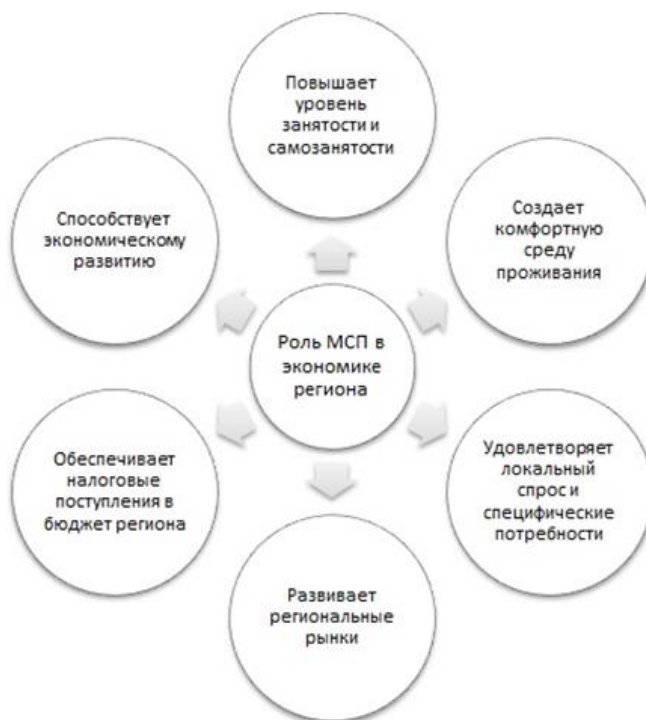 Повышает
уровень
занятости и
самозанятости
Способствует
экономическому
развитию
Создает
комфортную
среду
проживания
Роль МСП в
экономике
региона
Обеспечивает
налоговые
поступления в
бюджет региона
Удовлетворяет
локальный
спрос и
специфические
потребности
Развивает
региональные
рынки